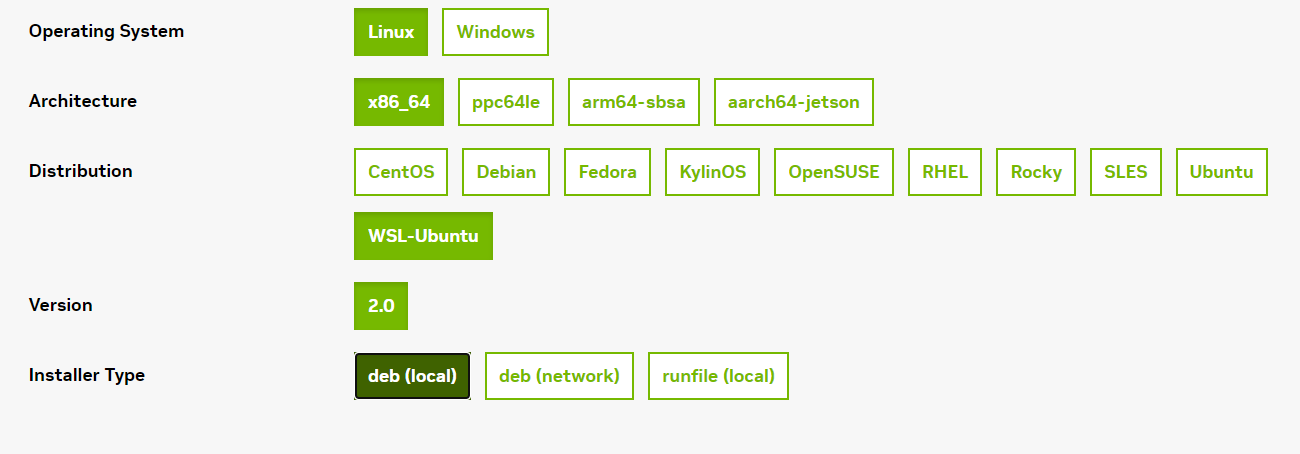 Operating System Linux Windows
Architecture x86_64 ppc64le arm64-sbsa aarch64-jetson
Distribution CentOS Debian Fedora KylinOS OpenSUSE RHEL Rocky SLES Ubuntu
WSL-Ubuntu
Version 2.0
Installer Type deb (local) deb (network) runfile (local)